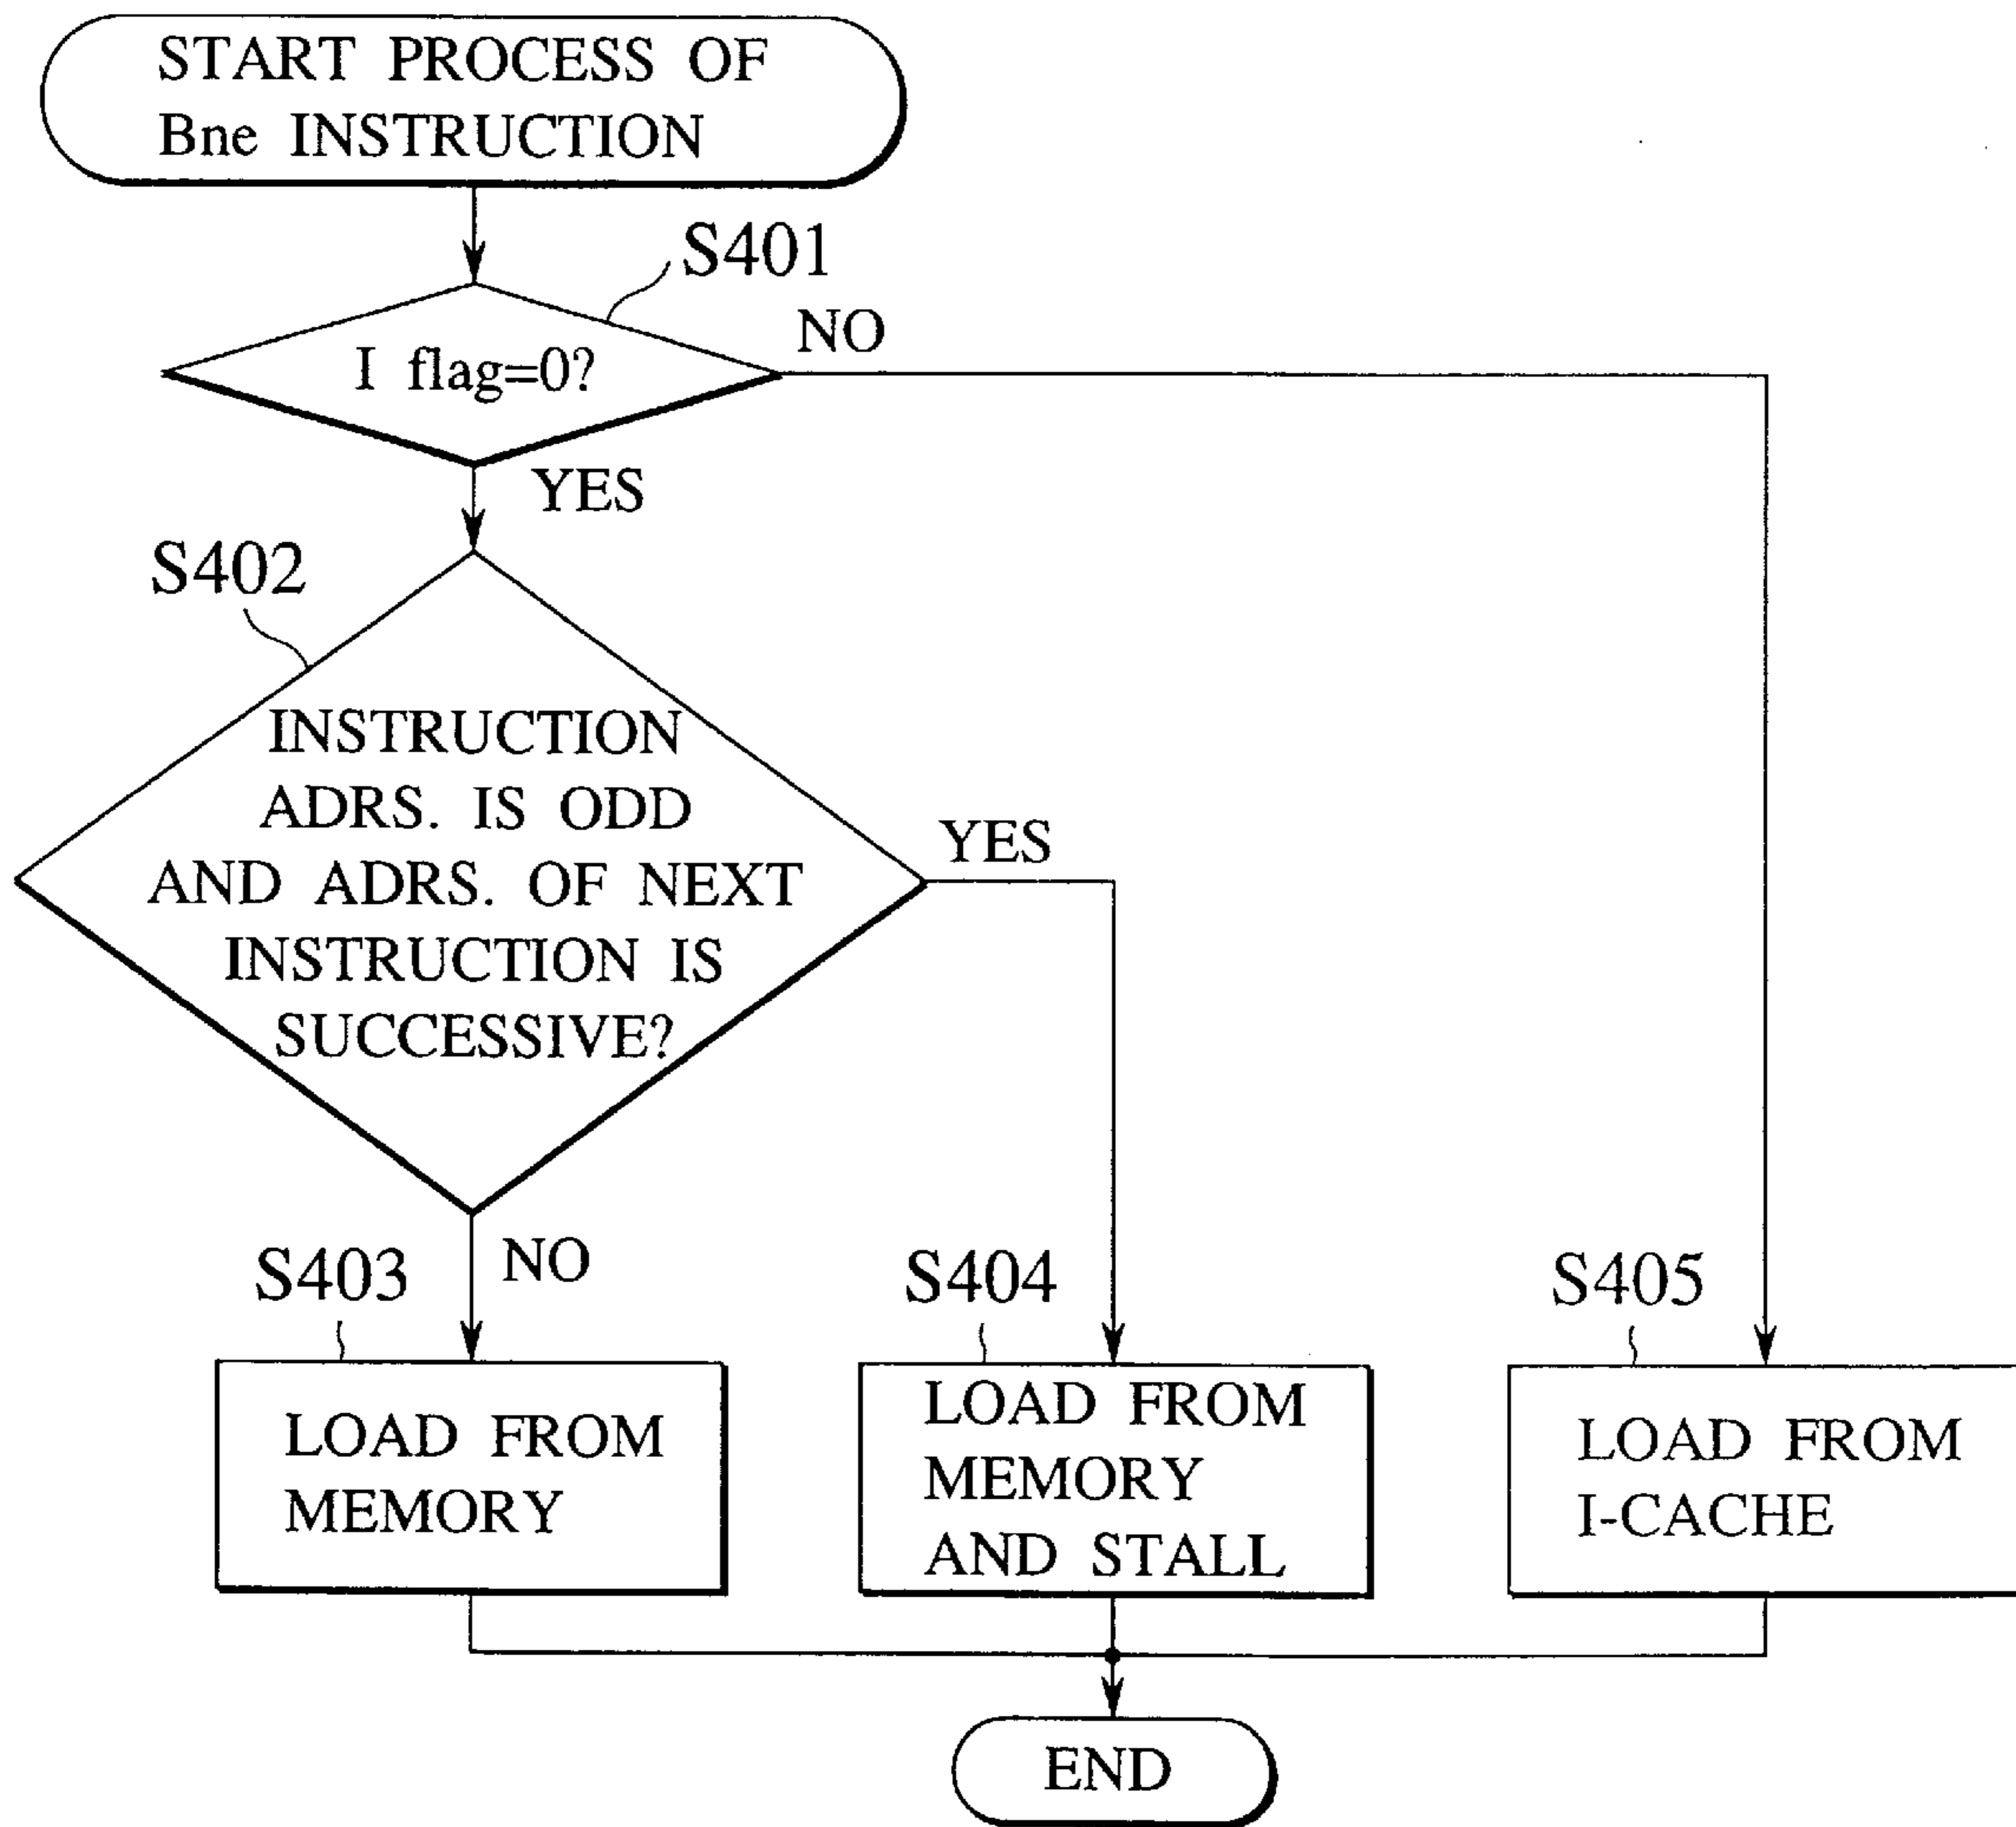 START PROCESS OF
Bne INSTRUCTION
S401
I flag=0?
NO
YES
S402
INSTRUCTION
ADRS. IS ODD
AND ADRS. OF NEXT
INSTRUCTION IS
SUCCESSIVE?
YES
NO
S403
LOAD FROM
MEMORY
S404
LOAD FROM
MEMORY
AND STALL
S405
LOAD FROM
I-CACHE
END